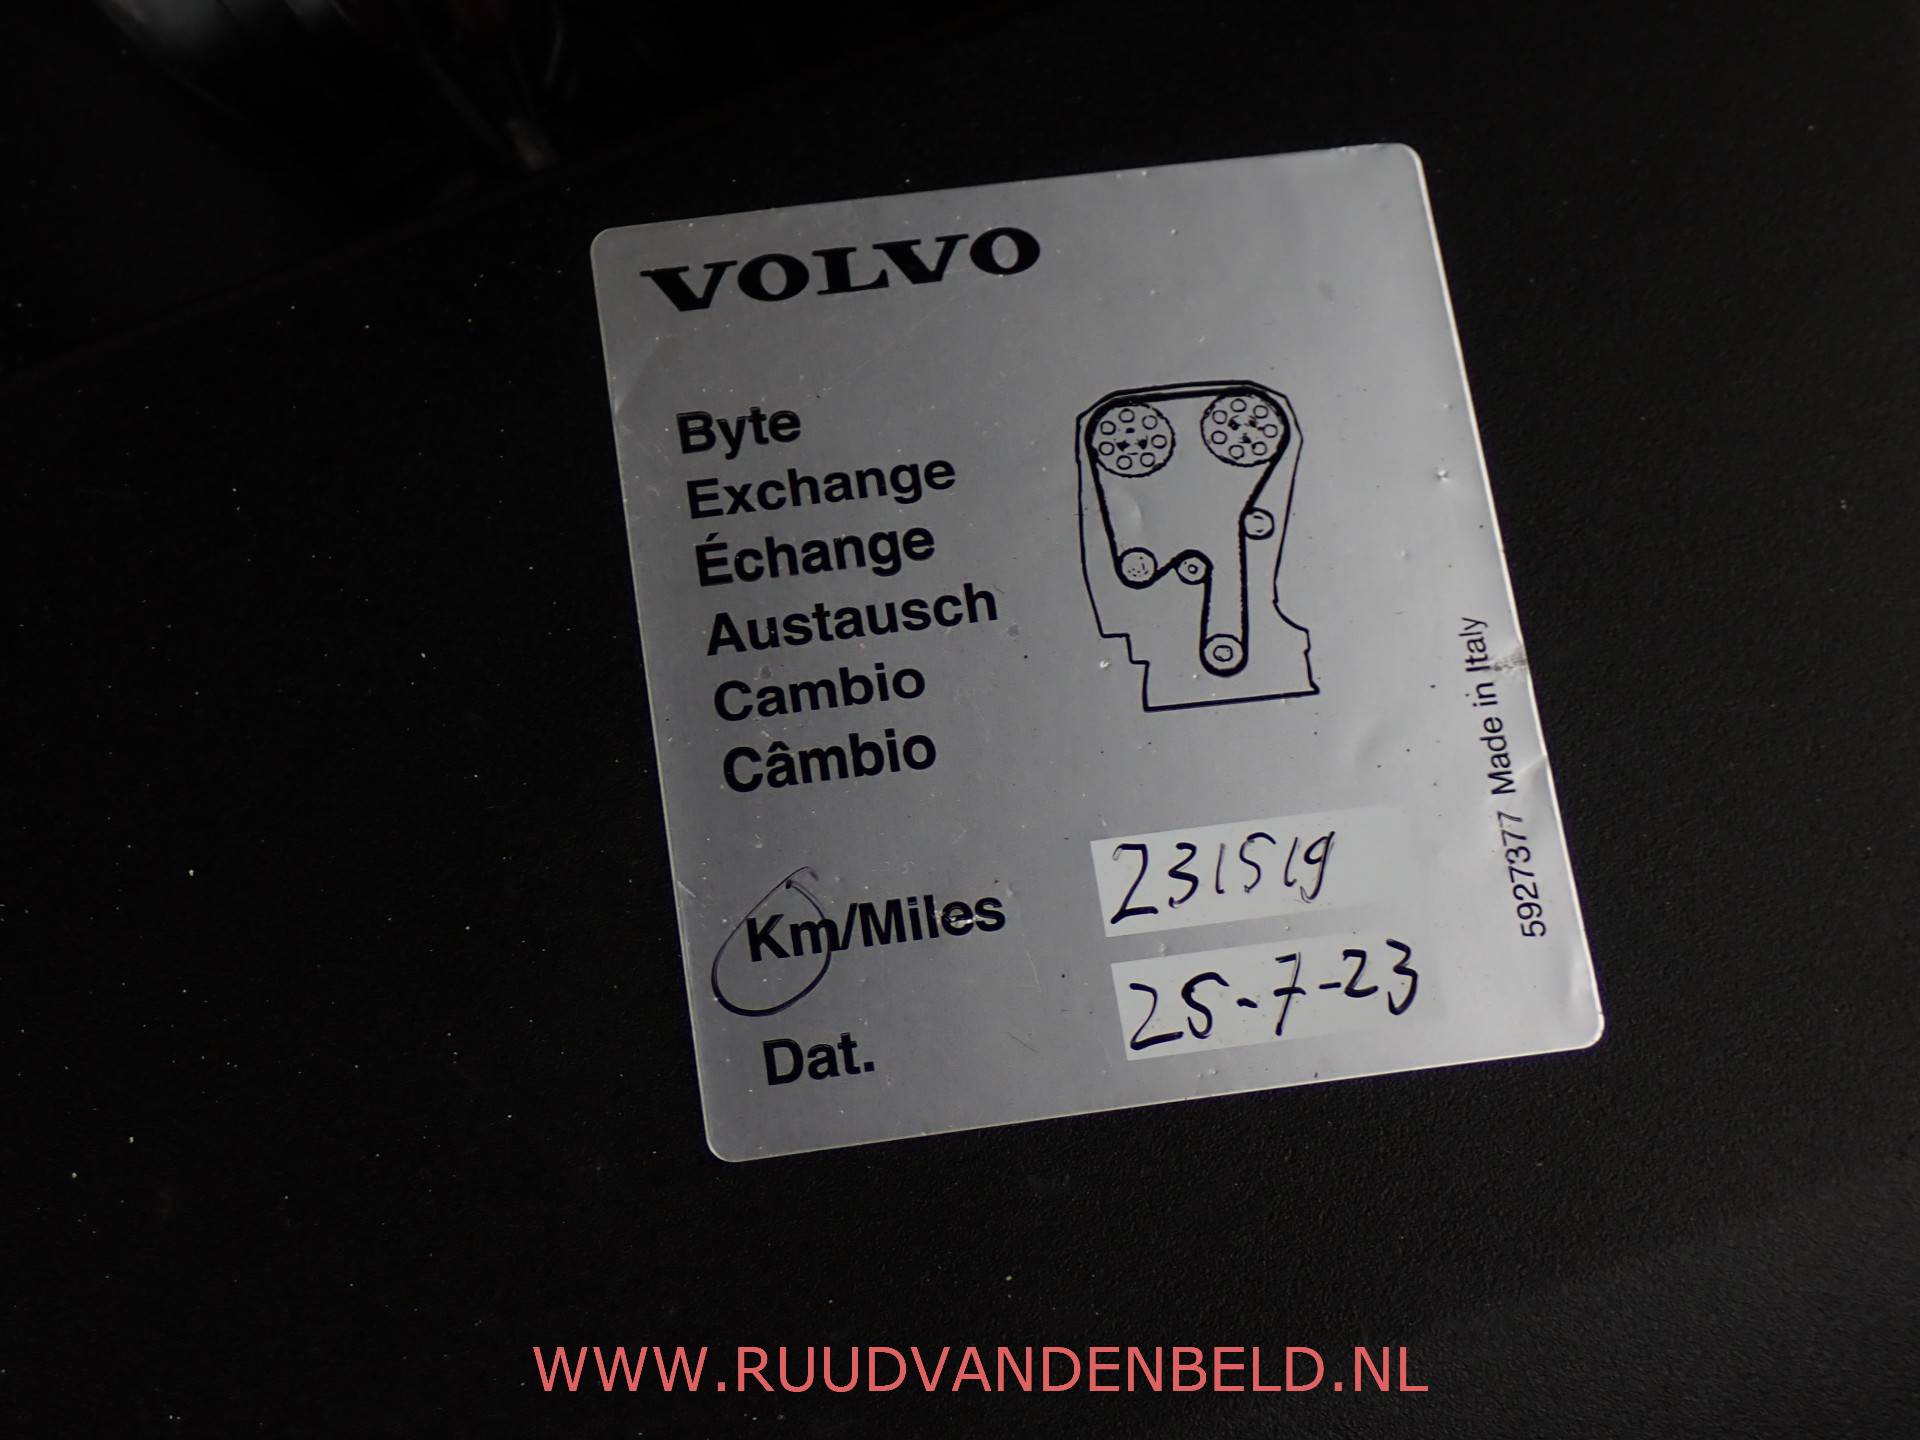 VOLVO
Byte
Exchange
Échange
Austausch
Cambio
Câmbio
Km/Miles 231519
Dat. 25-7-23
5927377 Made in Italy
WWW.RUUDVANDENBELD.NL